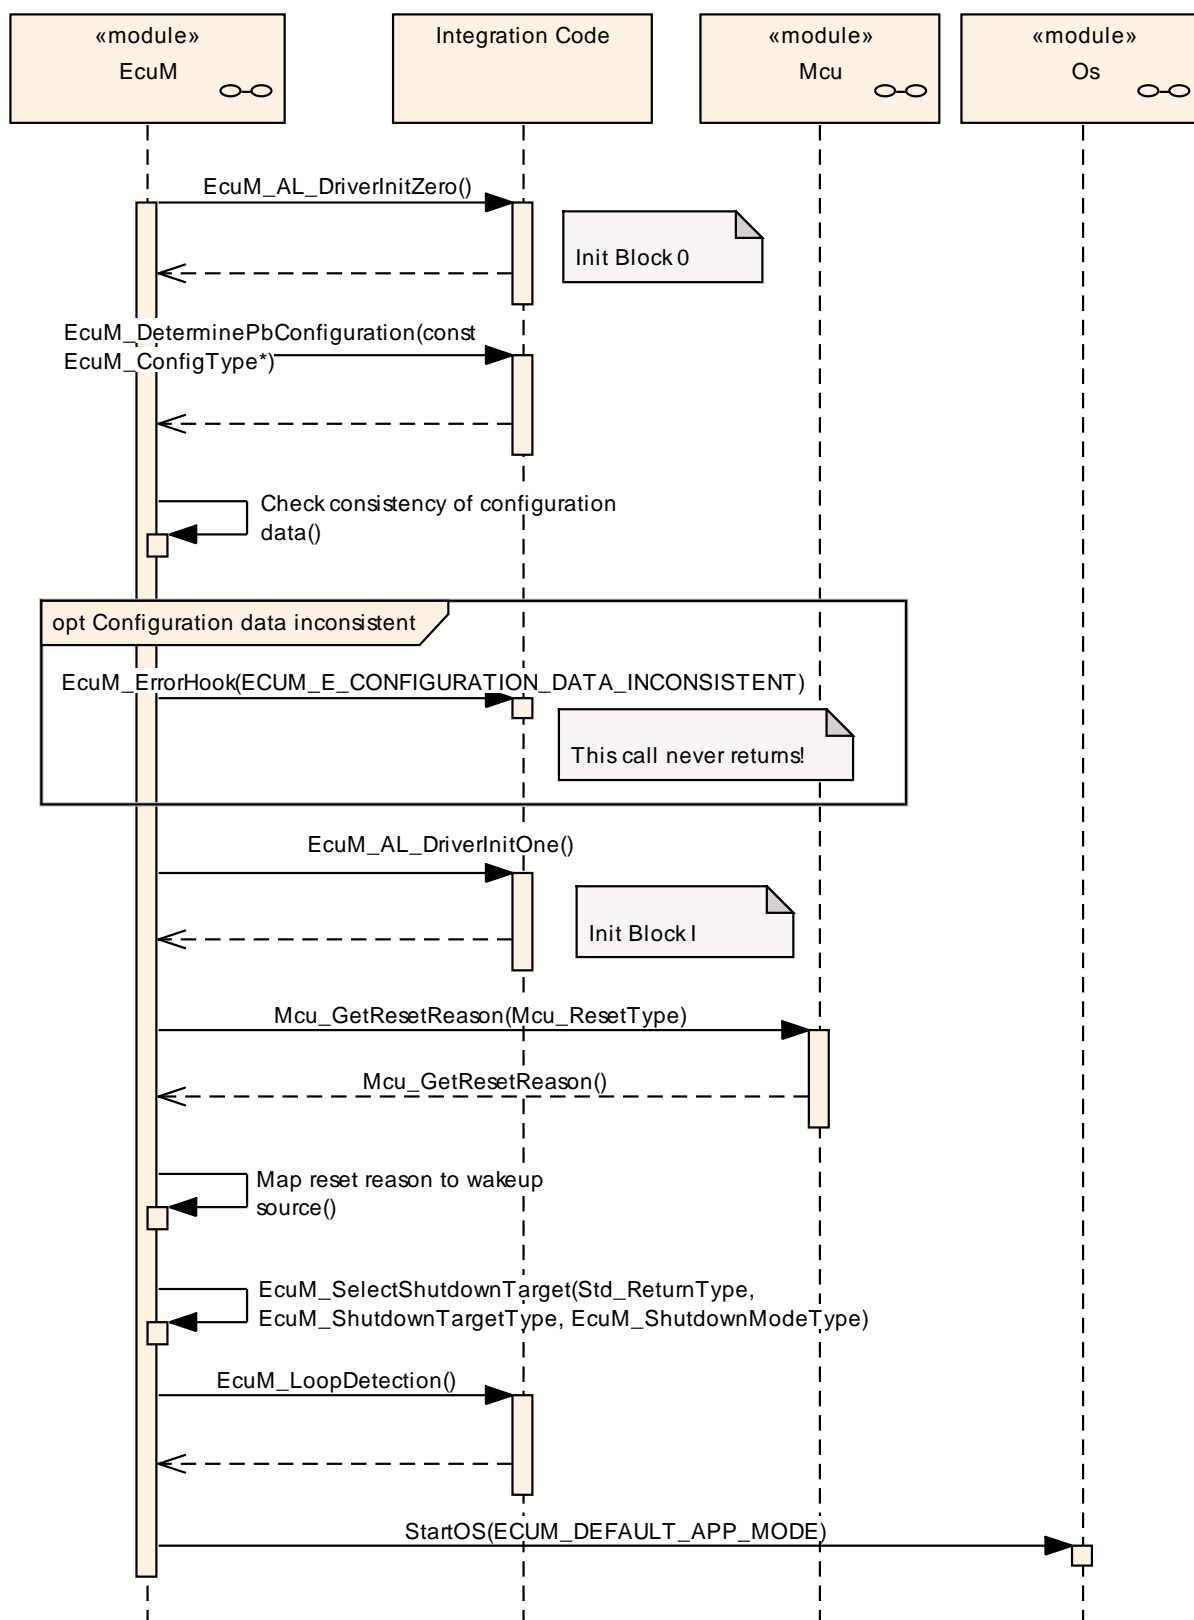 «module»
EcuM
Integration Code
«module»
Mcu
«module»
Os
EcuM_AL_DriverInitZero()
Init Block 0
EcuM_DeterminePbConfiguration(const
EcuM_ConfigType*)
Check consistency of configuration
data()
opt Configuration data inconsistent
EcuM_ErrorHook(ECUM_E_CONFIGURATION_DATA_INCONSISTENT)
This call never returns!
EcuM_AL_DriverInitOne()
Init Block I
Mcu_GetResetReason(Mcu_ResetType)
Mcu_GetResetReason()
Map reset reason to wakeup
source()
EcuM_SelectShutdownTarget(Std_ReturnType,
EcuM_ShutdownTargetType, EcuM_ShutdownModeType)
EcuM_LoopDetection()
StartOS(ECUM_DEFAULT_APP_MODE)